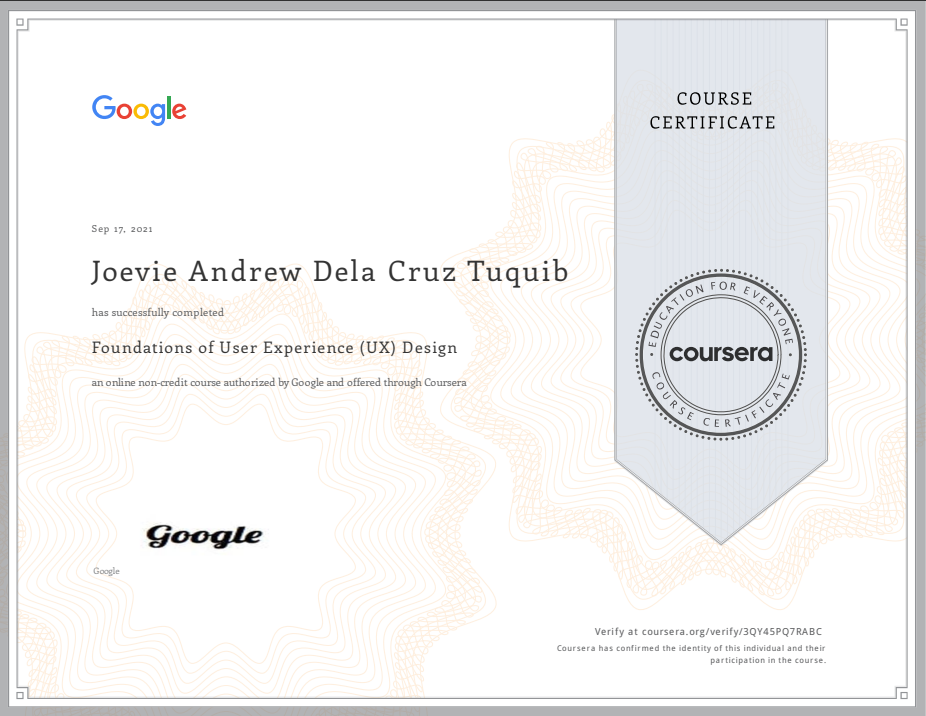 Google
COURSE
CERTIFICATE
Sep 17, 2021
Joevie Andrew Dela Cruz Tuquib
has successfully completed
Foundations of User Experience (UX) Design
an online non-credit course authorized by Google and offered through Coursera
EDUCATION FOR EVERYONE
coursera
COURSE CERTIFICATE
Google
Google
Verify at coursera.org/verify/3QY45PQ7RABC
Coursera has confirmed the identity of this individual and their
participation in the course.